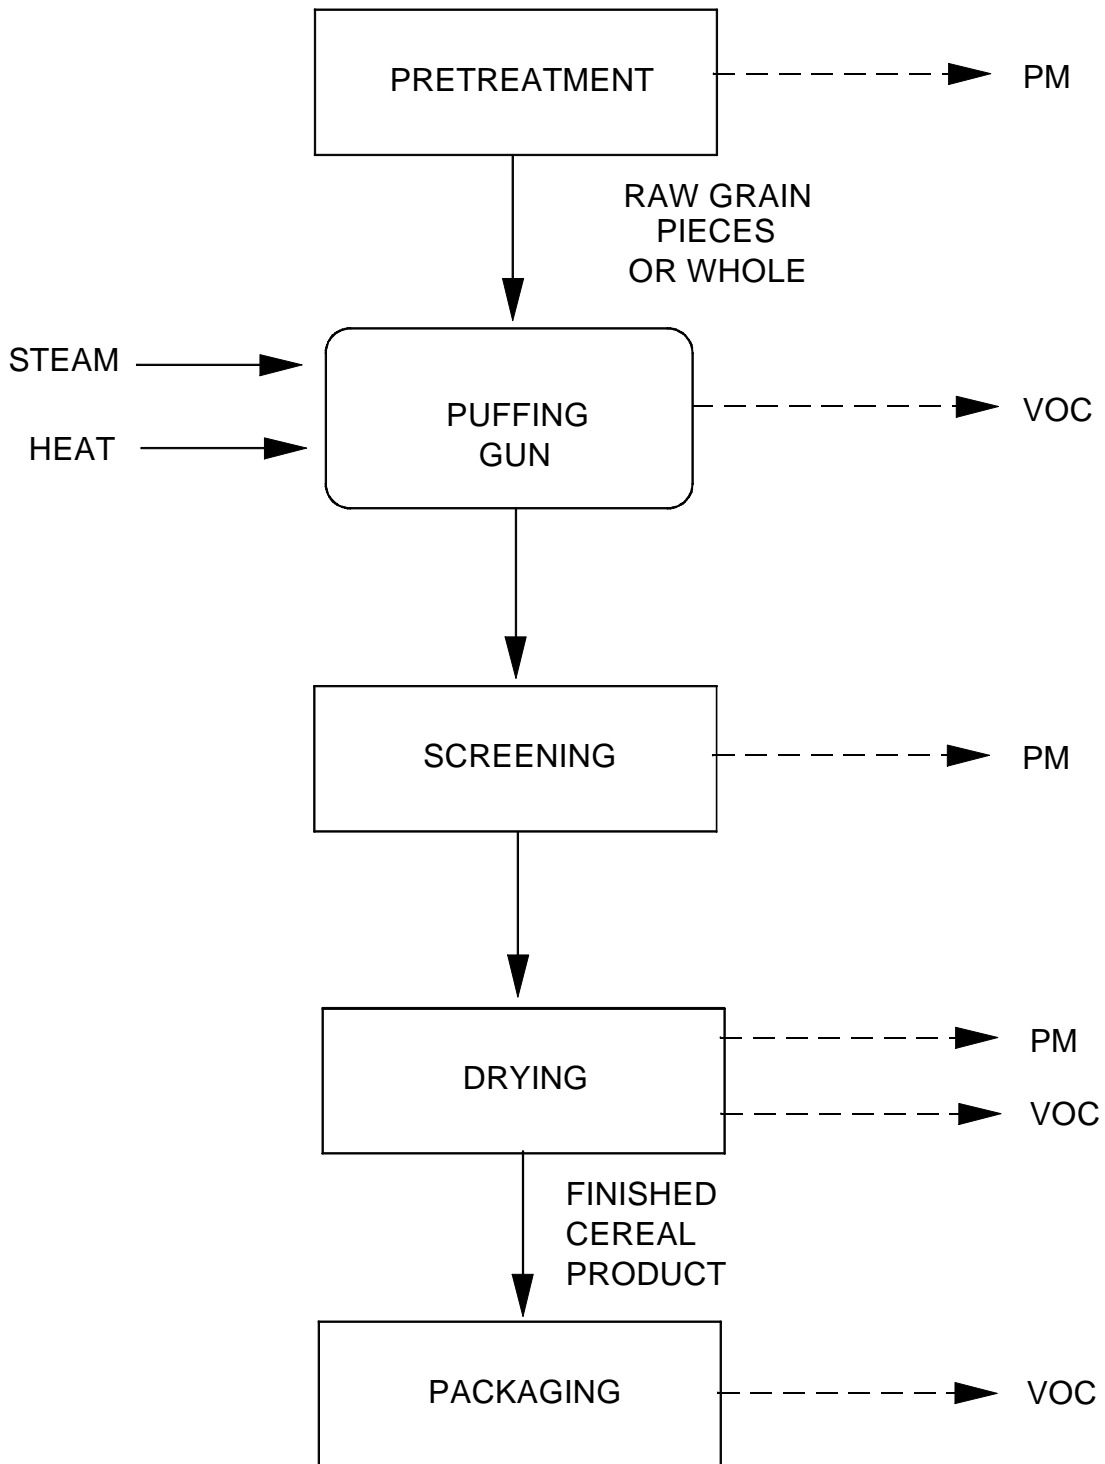 PRETREATMENT
PM
RAW GRAIN
PIECES
OR WHOLE
STEAM
HEAT
PUFFING
GUN
VOC
SCREENING
PM
DRYING
PM
VOC
FINISHED
CEREAL
PRODUCT
PACKAGING
VOC